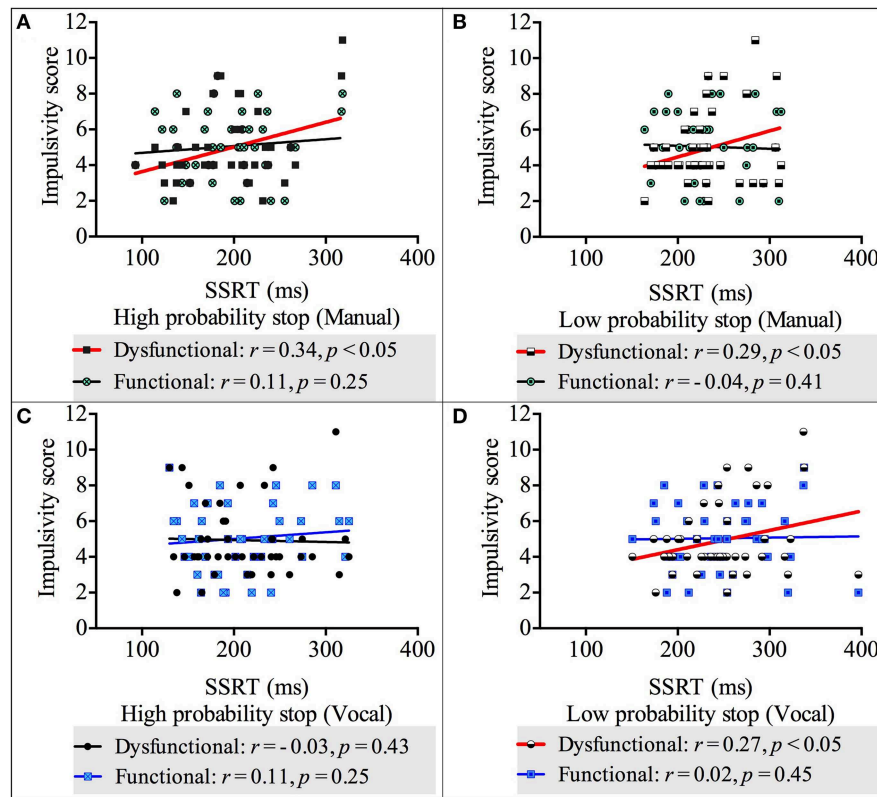 A
12
10
8
6
4
2
0
Impulsivity score
100 200 300 400
SSRT (ms)
High probability stop (Manual)
Dysfunctional: r = 0.34, p < 0.05
Functional: r = 0.11, p = 0.25
B
12
10
8
6
4
2
0
Impulsivity score
100 200 300 400
SSRT (ms)
Low probability stop (Manual)
Dysfunctional: r = 0.29, p < 0.05
Functional: r = - 0.04, p = 0.41
C
12
10
8
6
4
2
0
Impulsivity score
100 200 300 400
SSRT (ms)
High probability stop (Vocal)
Dysfunctional: r = - 0.03, p = 0.43
Functional: r = 0.11, p = 0.25
D
12
10
8
6
4
2
0
Impulsivity score
100 200 300 400
SSRT (ms)
Low probability stop (Vocal)
Dysfunctional: r = 0.27, p < 0.05
Functional: r = 0.02, p = 0.45